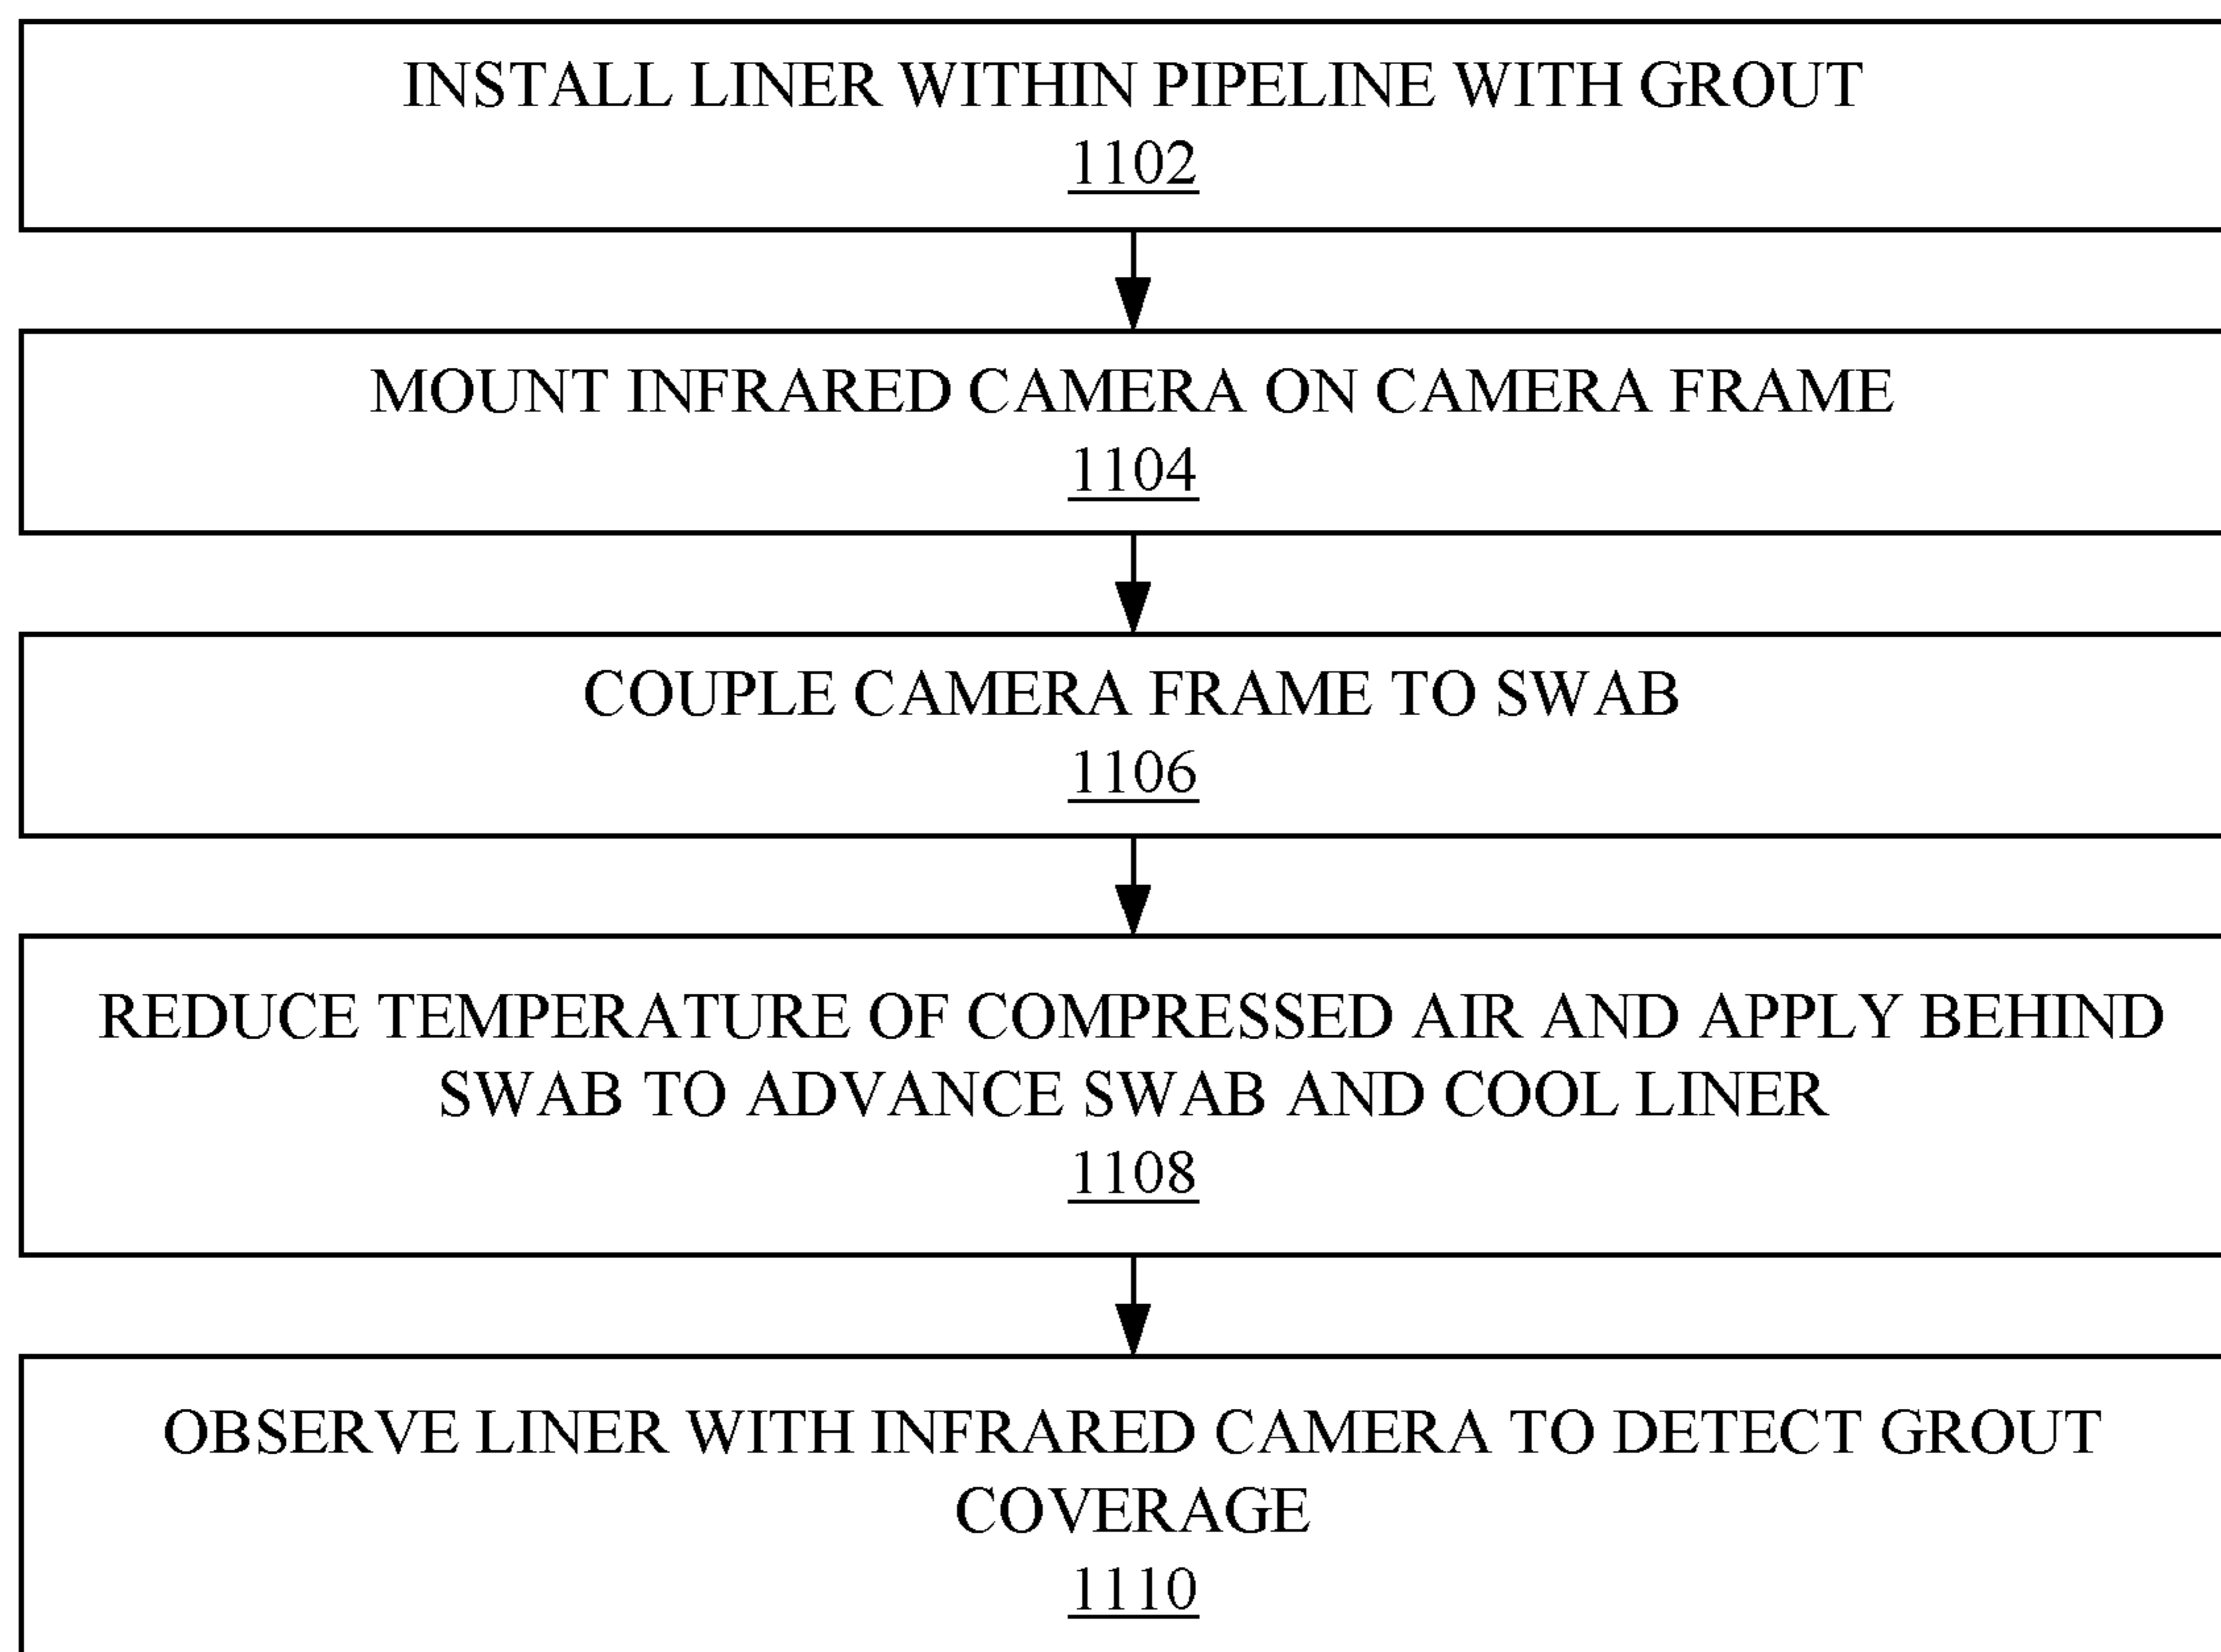 INSTALL LINER WITHIN PIPELINE WITH GROUT
1102
MOUNT INFRARED CAMERA ON CAMERA FRAME
1104
COUPLE CAMERA FRAME TO SWAB
1106
REDUCE TEMPERATURE OF COMPRESSED AIR AND APPLY BEHIND
SWAB TO ADVANCE SWAB AND COOL LINER
1108
OBSERVE LINER WITH INFRARED CAMERA TO DETECT GROUT
COVERAGE
1110